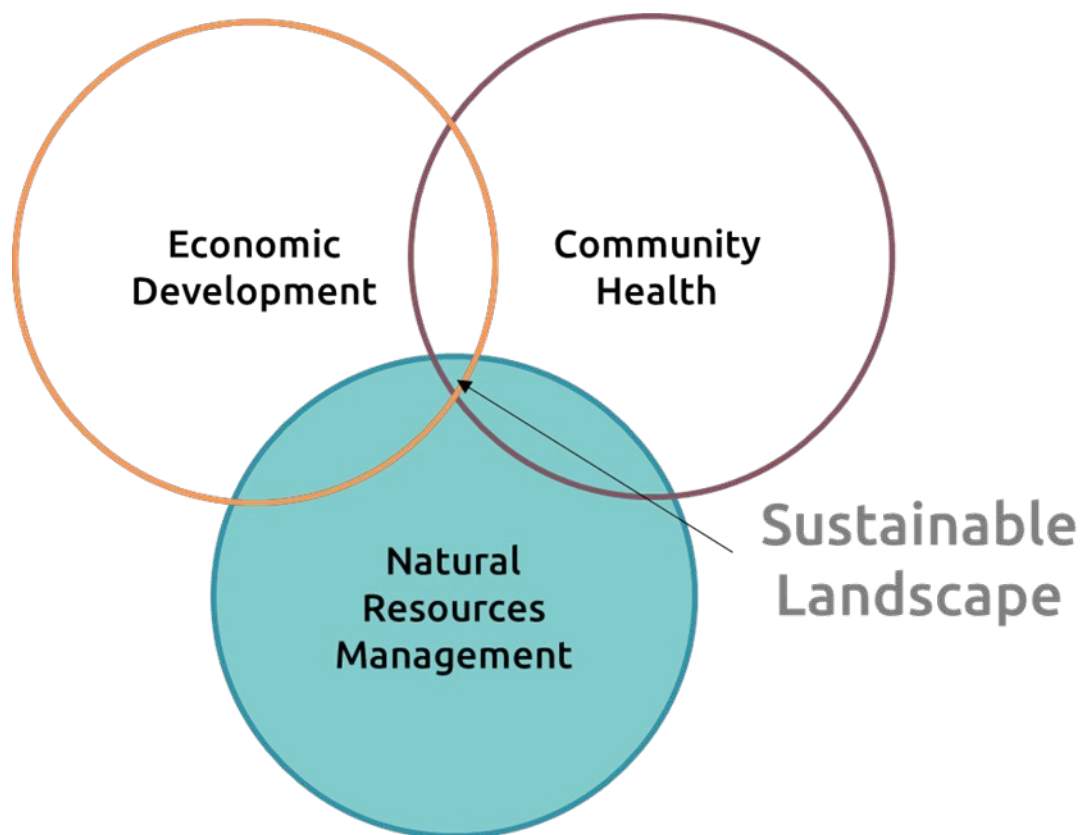 Economic
Development
Community
Health
Natural
Resources
Management
Sustainable
Landscape